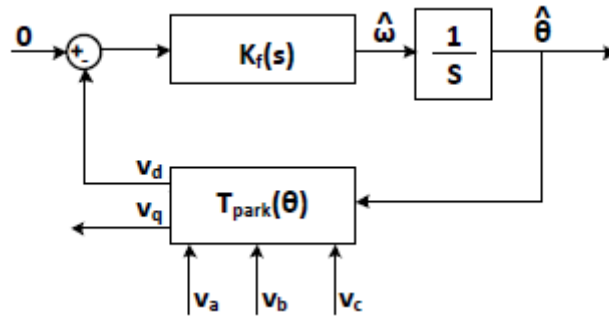 0
+
-
K_f(s)
ω̂
1
S
θ̂
v_d
v_q
T_park(θ)
v_a
v_b
v_c